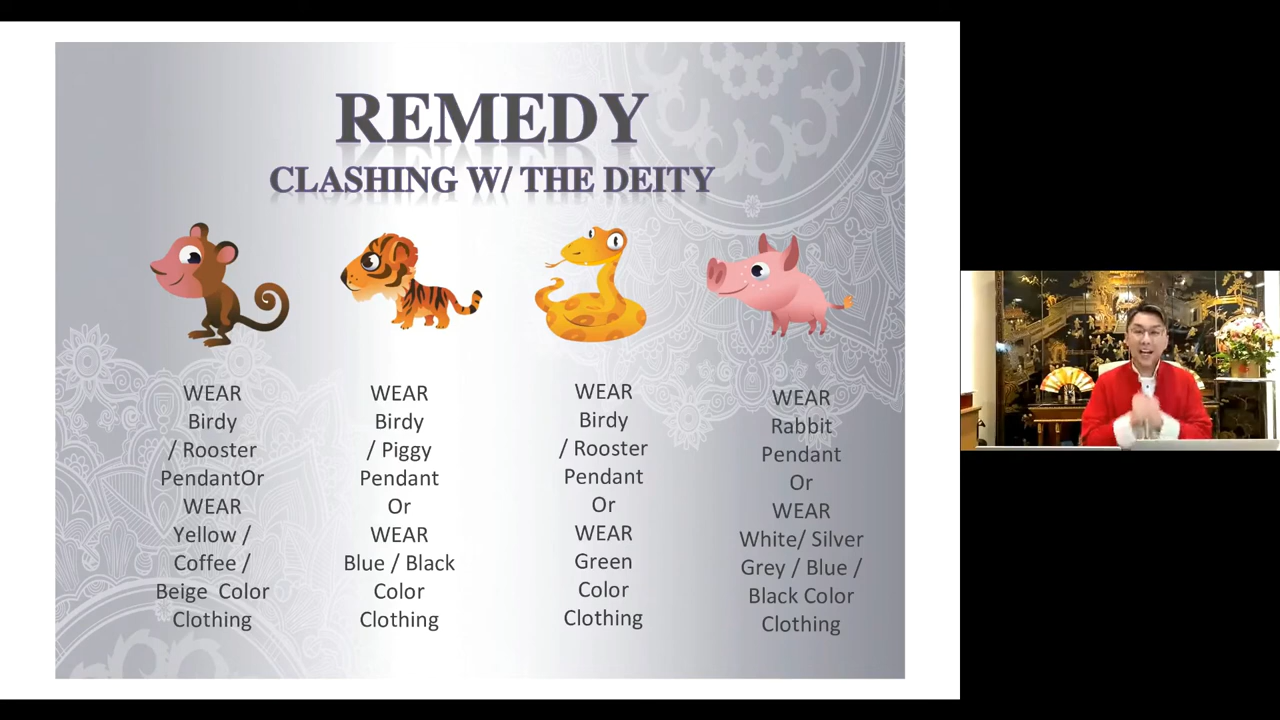 REMEDY
CLASHING W/ THE DEITY
WEAR
Birdy
/ Rooster
PendantOr
WEAR
Yellow /
Coffee /
Beige  Color
Clothing
WEAR
Birdy
/ Piggy
Pendant
Or
WEAR
Blue / Black
Color
Clothing
WEAR
Birdy
/ Rooster
Pendant
Or
WEAR
Green
Color
Clothing
WEAR
Rabbit
Pendant
Or
WEAR
White/ Silver
Grey / Blue /
Black Color
Clothing